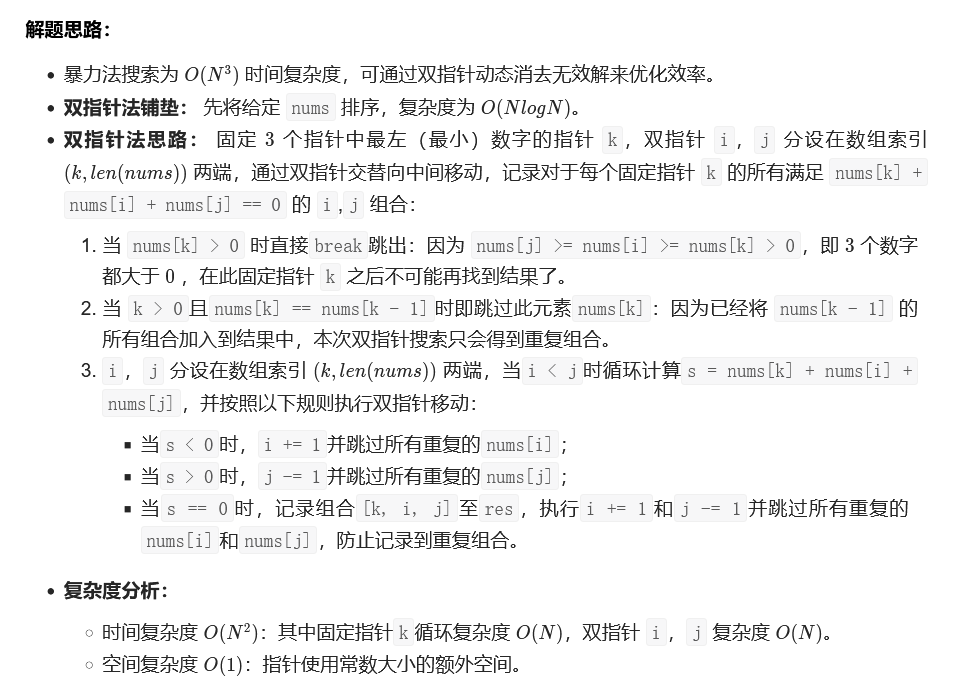 解题思路：
• 暴力法搜索为 O(N³) 时间复杂度，可通过双指针动态消去无效解来优化效率。
• 双指针法铺垫： 先将给定 nums 排序，复杂度为 O(NlogN)。
• 双指针法思路： 固定 3 个指针中最左（最小）数字的指针 k，双指针 i，j 分设在数组索引
(k, len(nums)) 两端，通过双指针交替向中间移动，记录对于每个固定指针 k 的所有满足 nums[k] +
nums[i] + nums[j] == 0 的 i,j 组合：
1. 当 nums[k] > 0 时直接break跳出：因为 nums[j] >= nums[i] >= nums[k] > 0，即 3 个数字
都大于 0 ，在此固定指针 k 之后不可能再找到结果了。
2. 当 k > 0且nums[k] == nums[k - 1]时即跳过此元素nums[k]：因为已经将 nums[k - 1] 的
所有组合加入到结果中，本次双指针搜索只会得到重复组合。
3. i，j 分设在数组索引 (k, len(nums)) 两端，当i < j时循环计算s = nums[k] + nums[i] +
nums[j]，并按照以下规则执行双指针移动：
▪ 当s < 0时，i += 1并跳过所有重复的nums[i]；
▪ 当s > 0时，j -= 1并跳过所有重复的nums[j]；
▪ 当s == 0时，记录组合[k, i, j]至res，执行i += 1和j -= 1并跳过所有重复的
nums[i]和nums[j]，防止记录到重复组合。
• 复杂度分析：
○ 时间复杂度 O(N²)：其中固定指针k循环复杂度 O(N)，双指针 i，j 复杂度 O(N)。
○ 空间复杂度 O(1)：指针使用常数大小的额外空间。